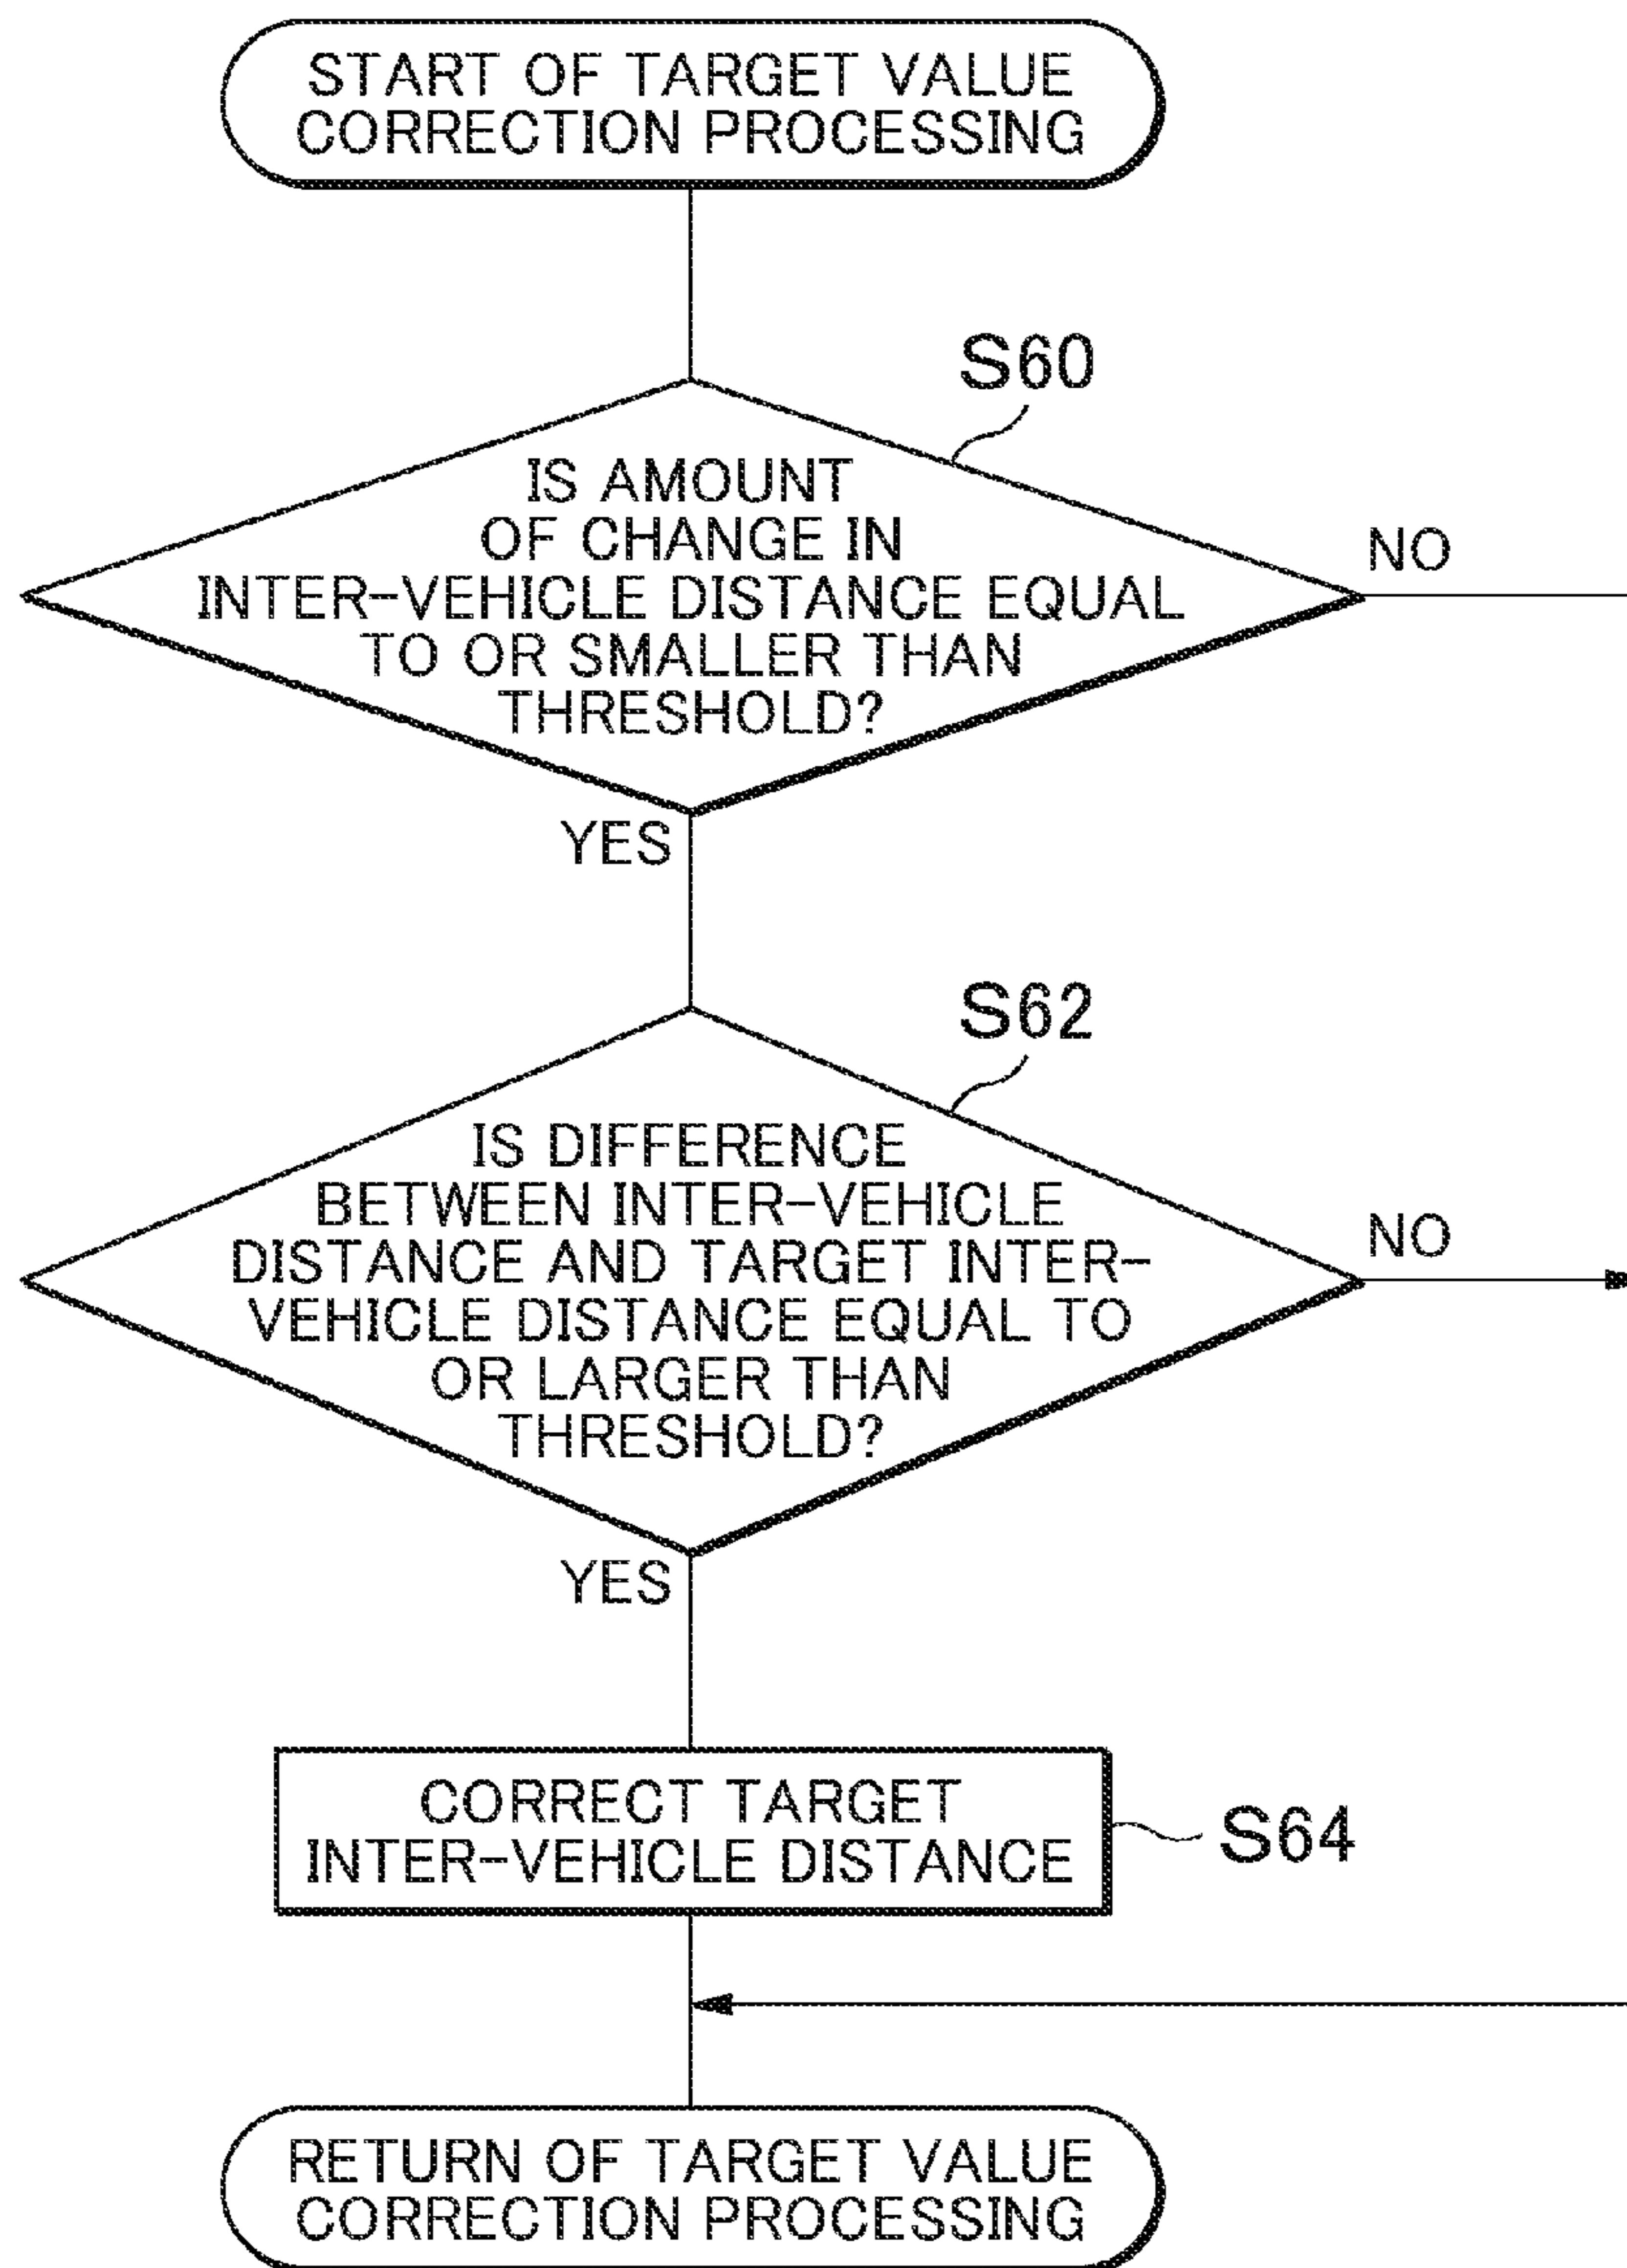 START OF TARGET VALUE
CORRECTION PROCESSING
S60
IS AMOUNT
OF CHANGE IN
INTER-VEHICLE DISTANCE EQUAL
TO OR SMALLER THAN
THRESHOLD?
NO
YES
S62
IS DIFFERENCE
BETWEEN INTER-VEHICLE
DISTANCE AND TARGET INTER-
VEHICLE DISTANCE EQUAL TO
OR LARGER THAN
THRESHOLD?
NO
YES
CORRECT TARGET
INTER-VEHICLE DISTANCE
S64
RETURN OF TARGET VALUE
CORRECTION PROCESSING